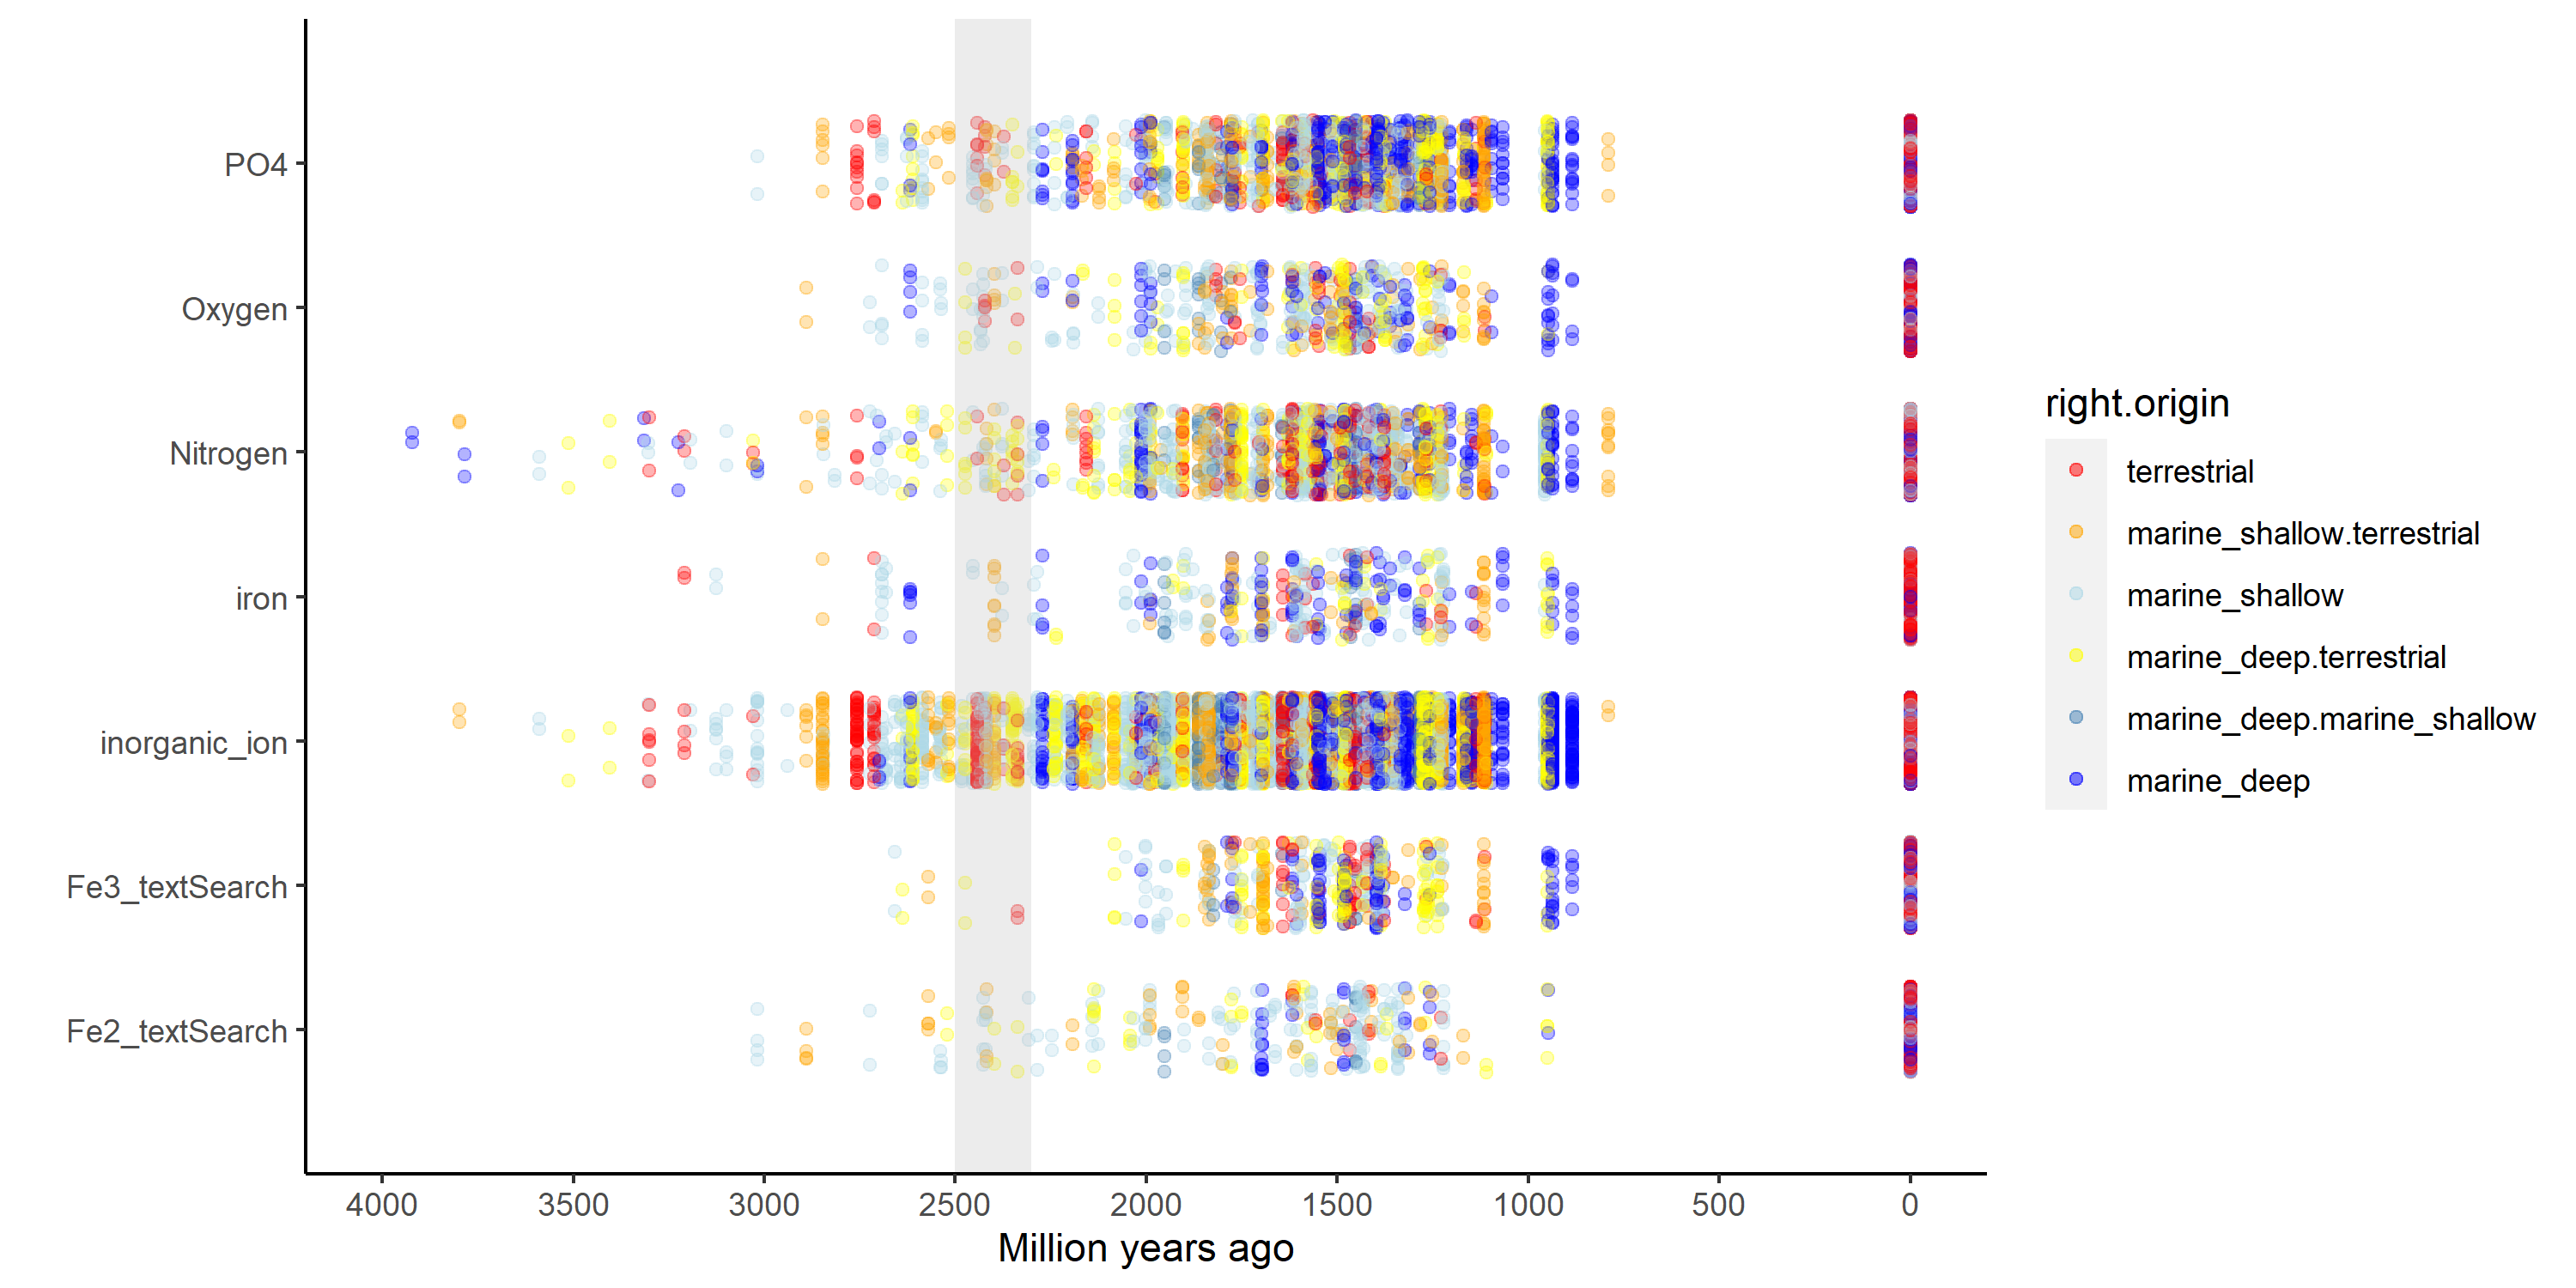 PO4
Oxygen
Nitrogen
iron
inorganic_ion
Fe3_textSearch
Fe2_textSearch
4000 3500 3000 2500 2000 1500 1000 500 0
Million years ago
right.origin
terrestrial
marine_shallow.terrestrial
marine_shallow
marine_deep.terrestrial
marine_deep.marine_shallow
marine_deep